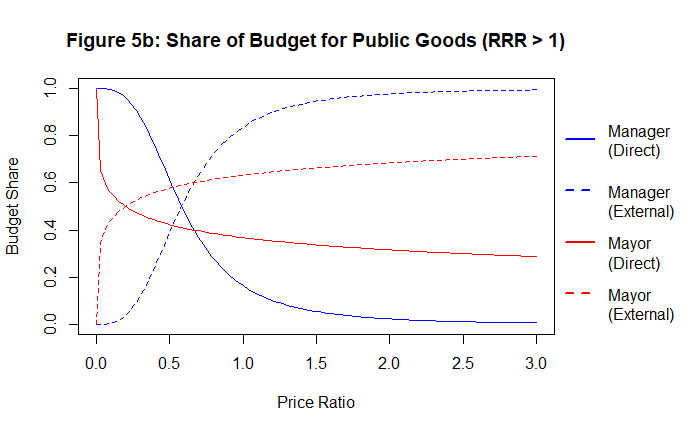 Figure 5b: Share of Budget for Public Goods (RRR > 1)
1.0
0.8
0.6
0.4
0.2
0.0
Budget Share
0.0 0.5 1.0 1.5 2.0 2.5 3.0
Price Ratio
Manager
(Direct)
Manager
(External)
Mayor
(Direct)
Mayor
(External)